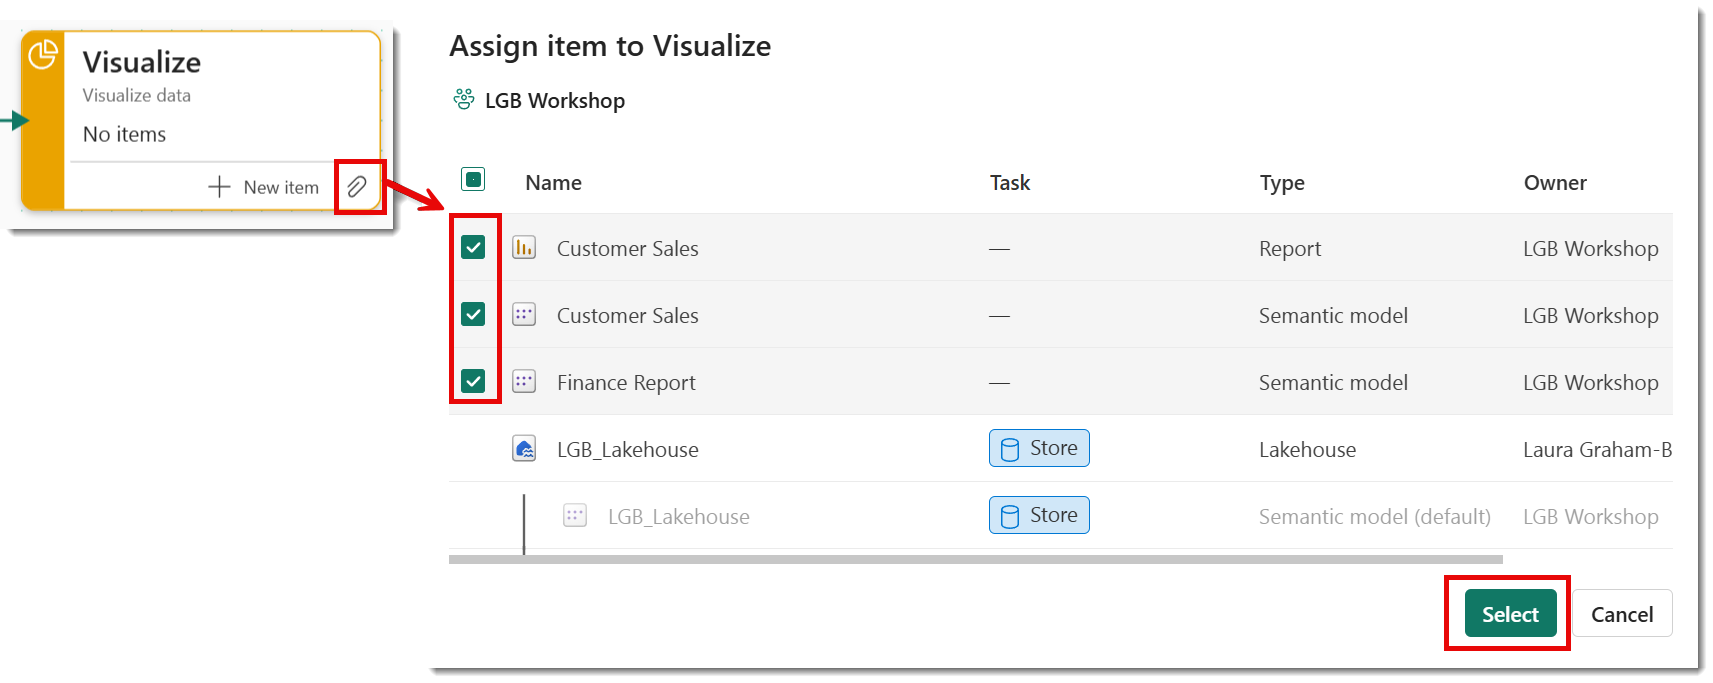 Visualize
Visualize data
No items
New item
Assign item to Visualize
LGB Workshop
Name Task Type Owner
Customer Sales — Report LGB Workshop
Customer Sales — Semantic model LGB Workshop
Finance Report — Semantic model LGB Workshop
LGB_Lakehouse Store Lakehouse Laura Graham-B
LGB_Lakehouse Store Semantic model (default) LGB Workshop
Select Cancel